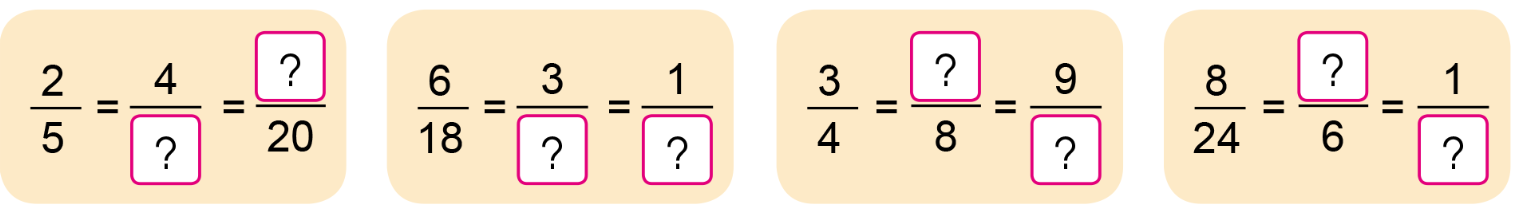 2/5 = 4/? = ?/20
6/18 = 3/? = 1/?
3/4 = ?/8 = 9/?
8/24 = ?/6 = 1/?